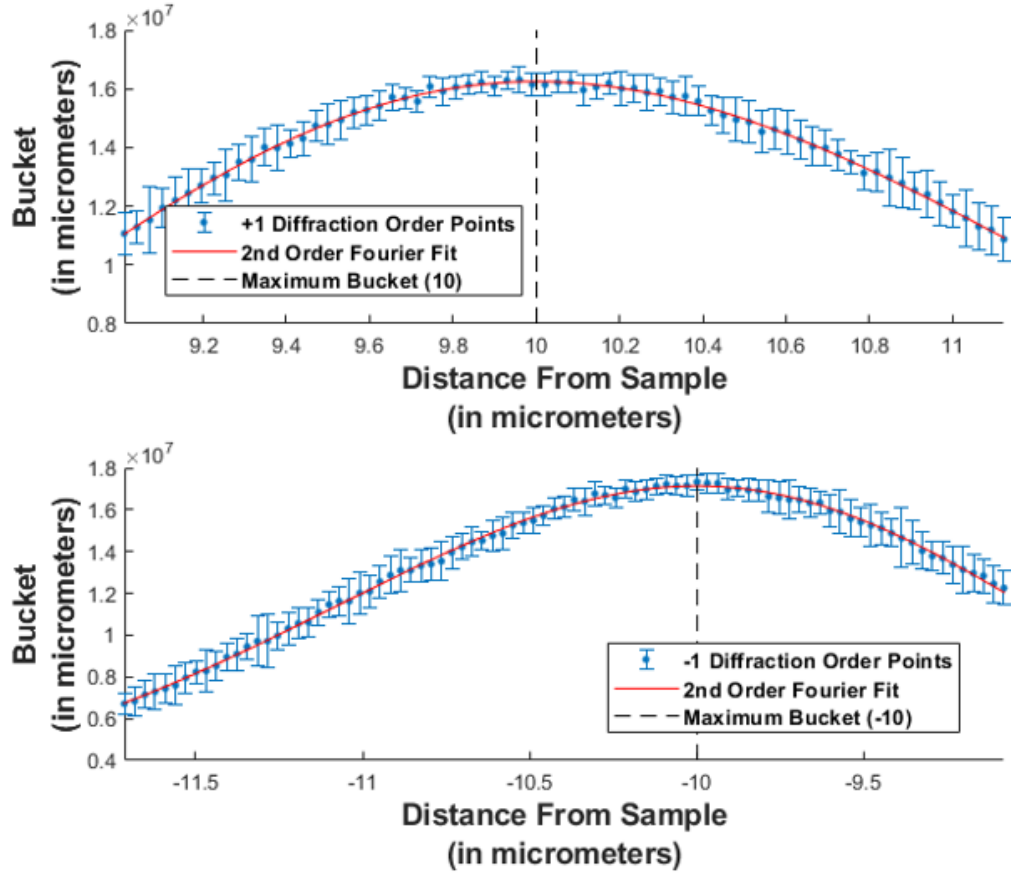 ×10⁷
1.8
1.6
1.4
1.2
1
0.8
Bucket
(in micrometers)
+1 Diffraction Order Points
2nd Order Fourier Fit
Maximum Bucket (10)
9.2 9.4 9.6 9.8 10 10.2 10.4 10.6 10.8 11
Distance From Sample
(in micrometers)
×10⁷
1.8
1.6
1.4
1.2
1
0.8
0.6
0.4
Bucket
(in micrometers)
-1 Diffraction Order Points
2nd Order Fourier Fit
Maximum Bucket (-10)
-11.5 -11 -10.5 -10 -9.5
Distance From Sample
(in micrometers)